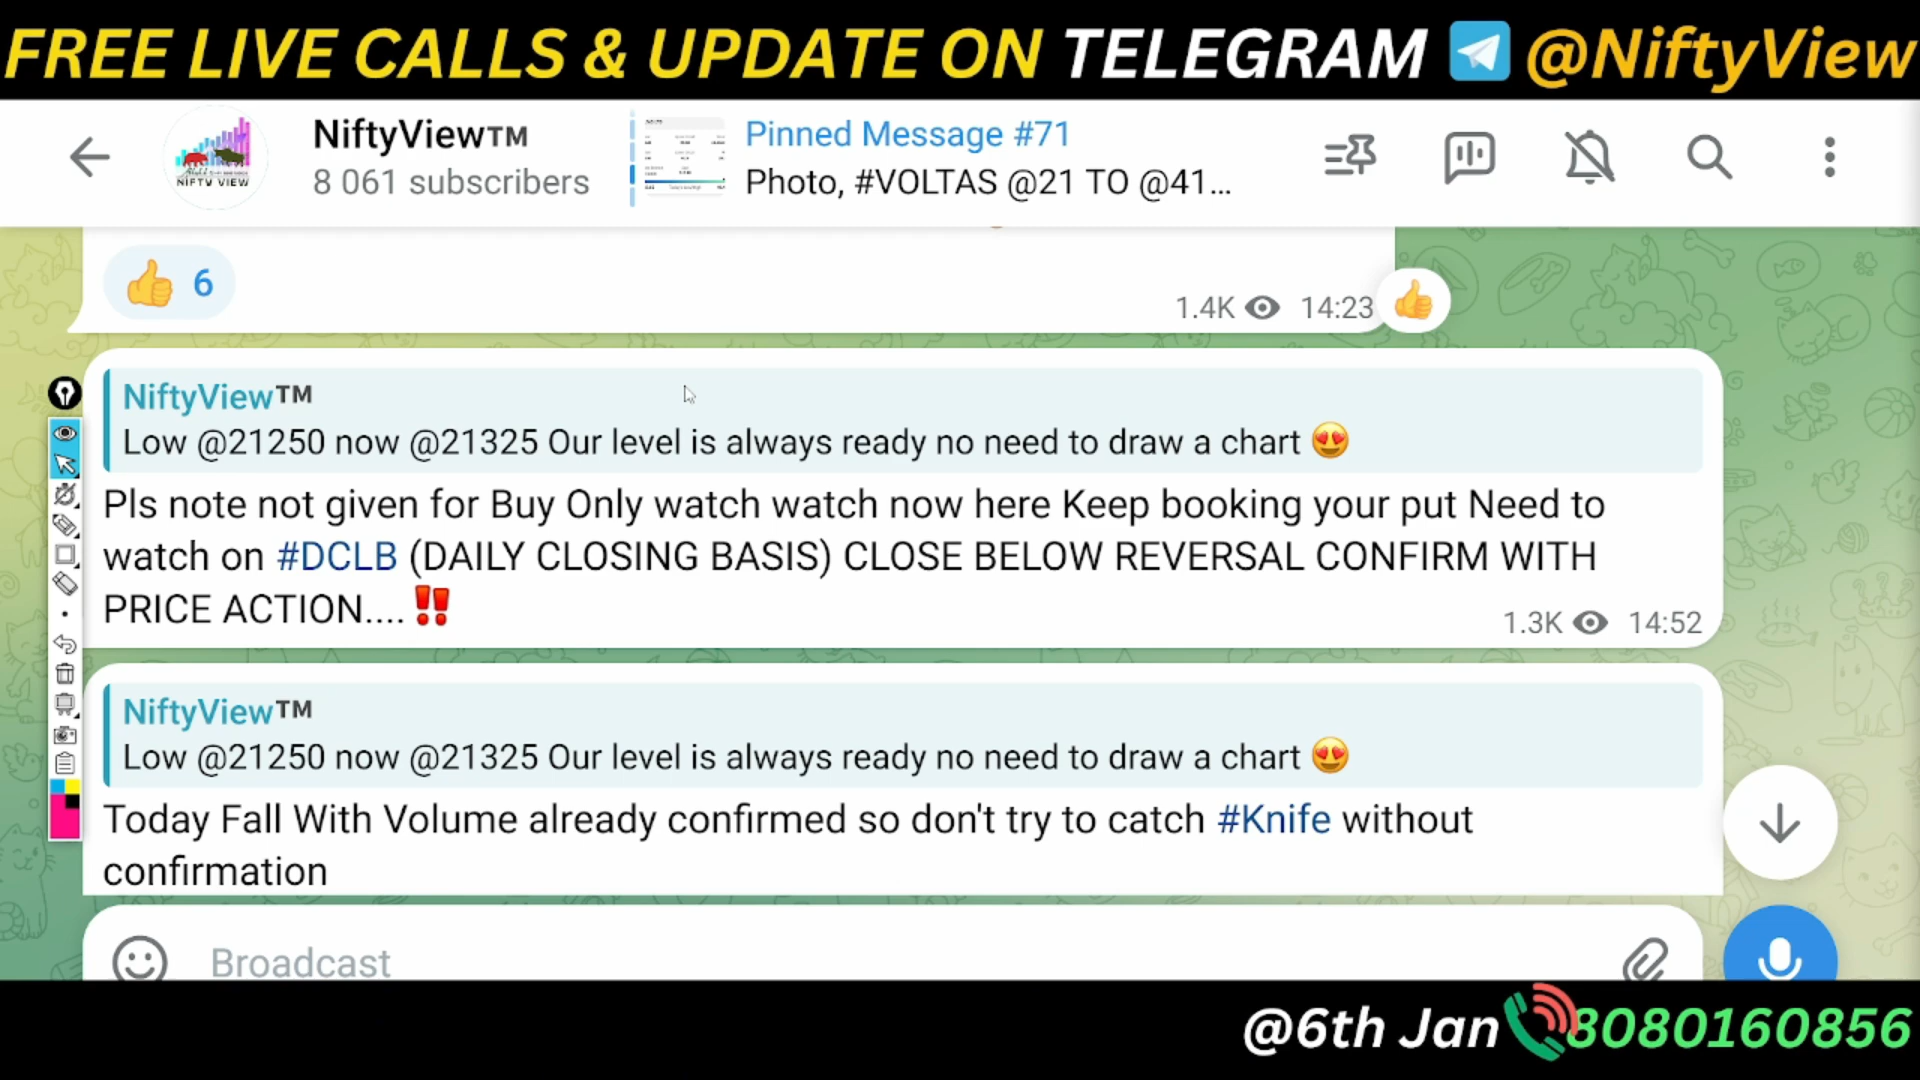 FREE LIVE CALLS & UPDATE ON TELEGRAM @NiftyView
NiftyView™
8 061 subscribers
Pinned Message #71
Photo, #VOLTAS @21 TO @41...
NIFTY VIEW
👍 6
1.4K 14:23 👍
NiftyView™
Low @21250 now @21325 Our level is always ready no need to draw a chart 😍
Pls note not given for Buy Only watch watch now here Keep booking your put Need to
watch on #DCLB (DAILY CLOSING BASIS) CLOSE BELOW REVERSAL CONFIRM WITH
PRICE ACTION....‼️
1.3K 14:52
NiftyView™
Low @21250 now @21325 Our level is always ready no need to draw a chart 😍
Today Fall With Volume already confirmed so don't try to catch #Knife without
confirmation
Broadcast
@6th Jan 8080160856